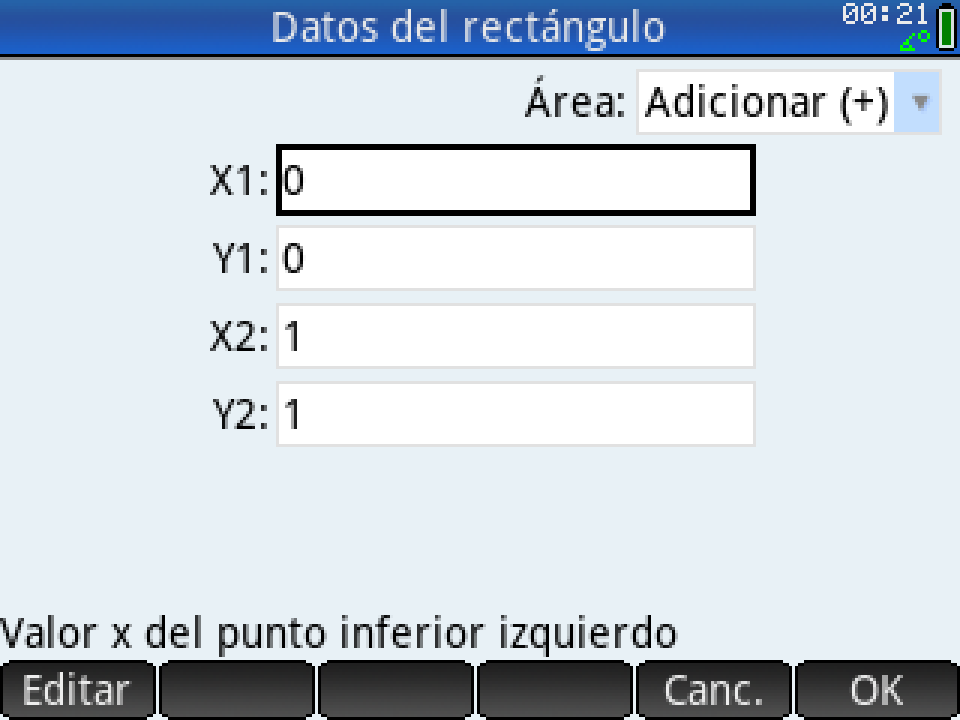 Datos del rectángulo
00:21
Área: Adicionar (+)
X1: 0
Y1: 0
X2: 1
Y2: 1
Valor x del punto inferior izquierdo
Editar Canc. OK